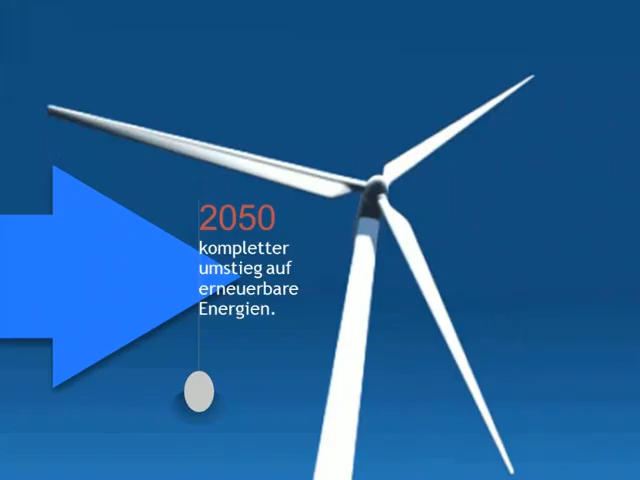 2050
kompletter
umstieg auf
erneuerbare
Energien.